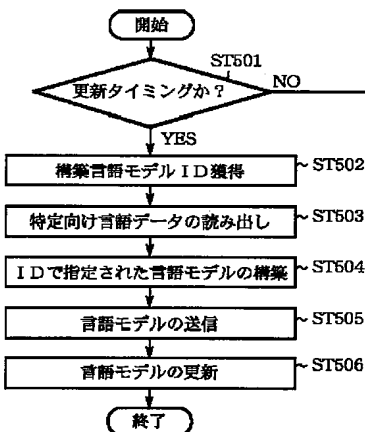 開始
ST501
更新タイミングか？
NO
YES
構築言語モデルＩＤ獲得
ST502
特定向け言語データの読み出し
ST503
ＩＤで指定された言語モデルの構築
ST504
言語モデルの送信
ST505
言語モデルの更新
ST506
終了